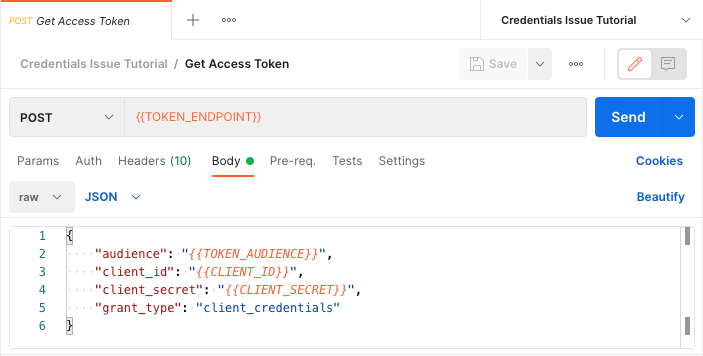 POST Get Access Token
Credentials Issue Tutorial
Credentials Issue Tutorial / Get Access Token
Save
POST
{{TOKEN_ENDPOINT}}
Send
Params Auth Headers (10) Body Pre-req. Tests Settings Cookies
raw JSON Beautify
1 {
2 "audience": "{{TOKEN_AUDIENCE}}",
3 "client_id": "{{CLIENT_ID}}",
4 "client_secret": "{{CLIENT_SECRET}}",
5 "grant_type": "client_credentials"
6 }